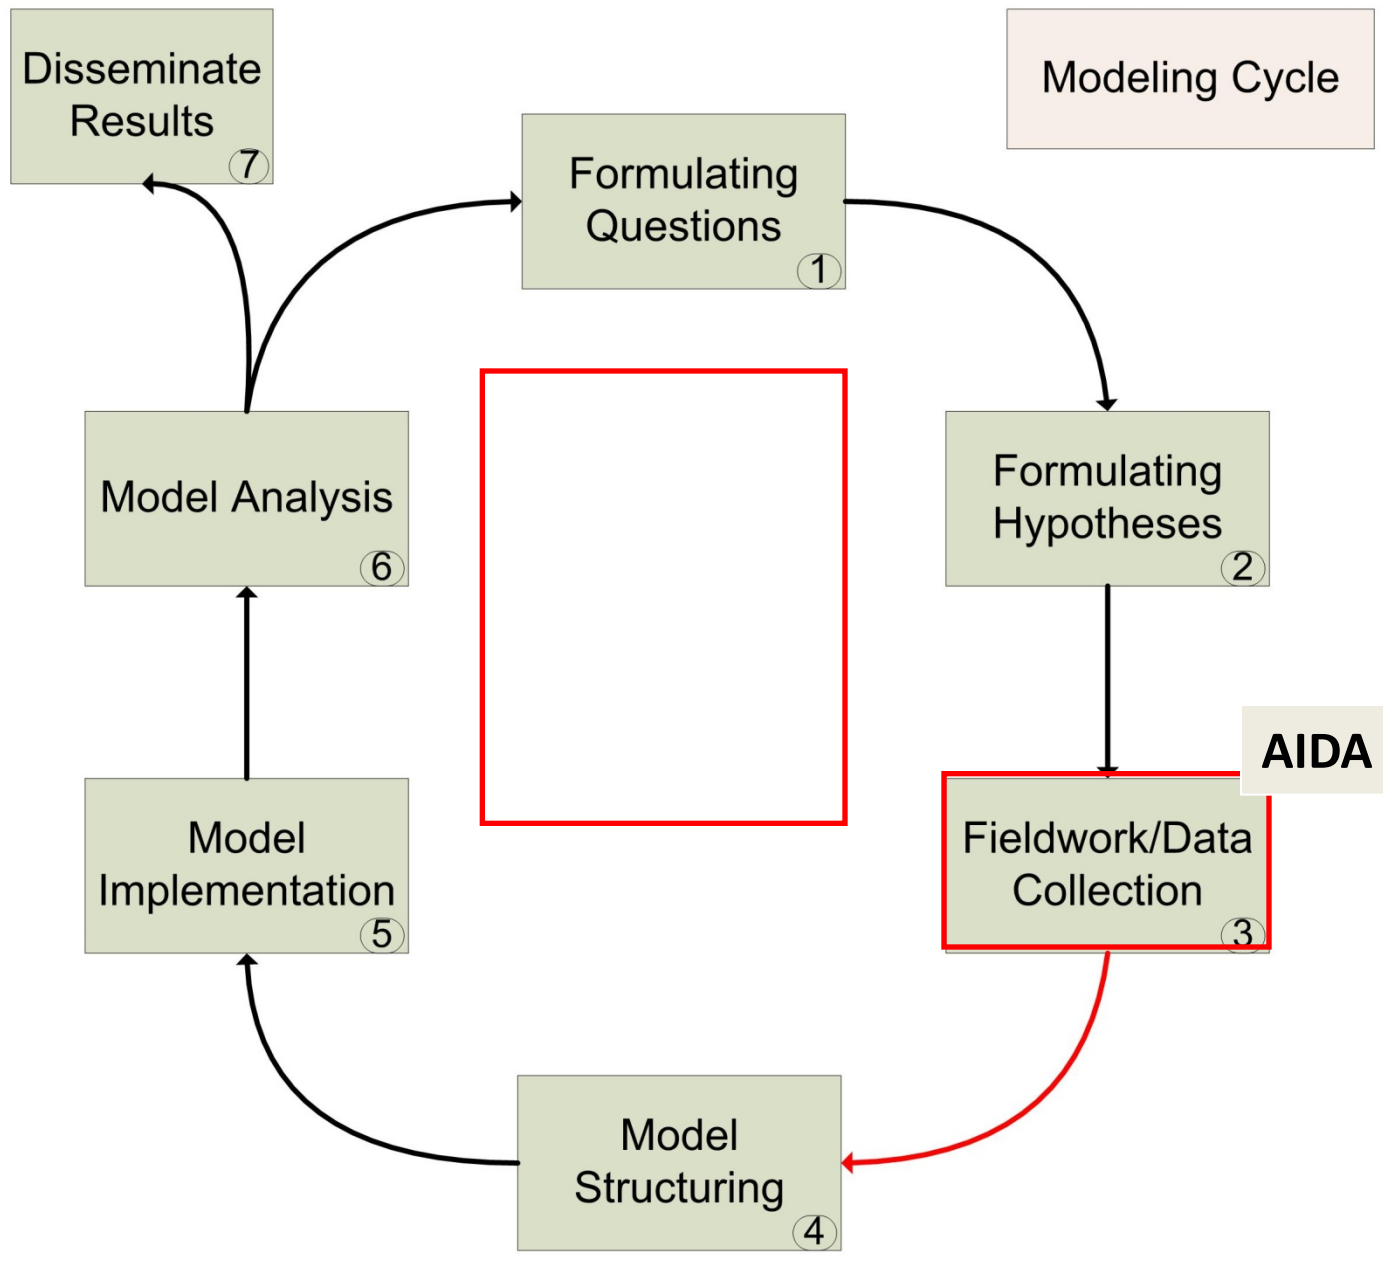 Disseminate
Results
7
Modeling Cycle
Formulating
Questions
1
Model Analysis
6
Formulating
Hypotheses
2
AIDA
Model
Implementation
5
Fieldwork/Data
Collection
3
Model
Structuring
4